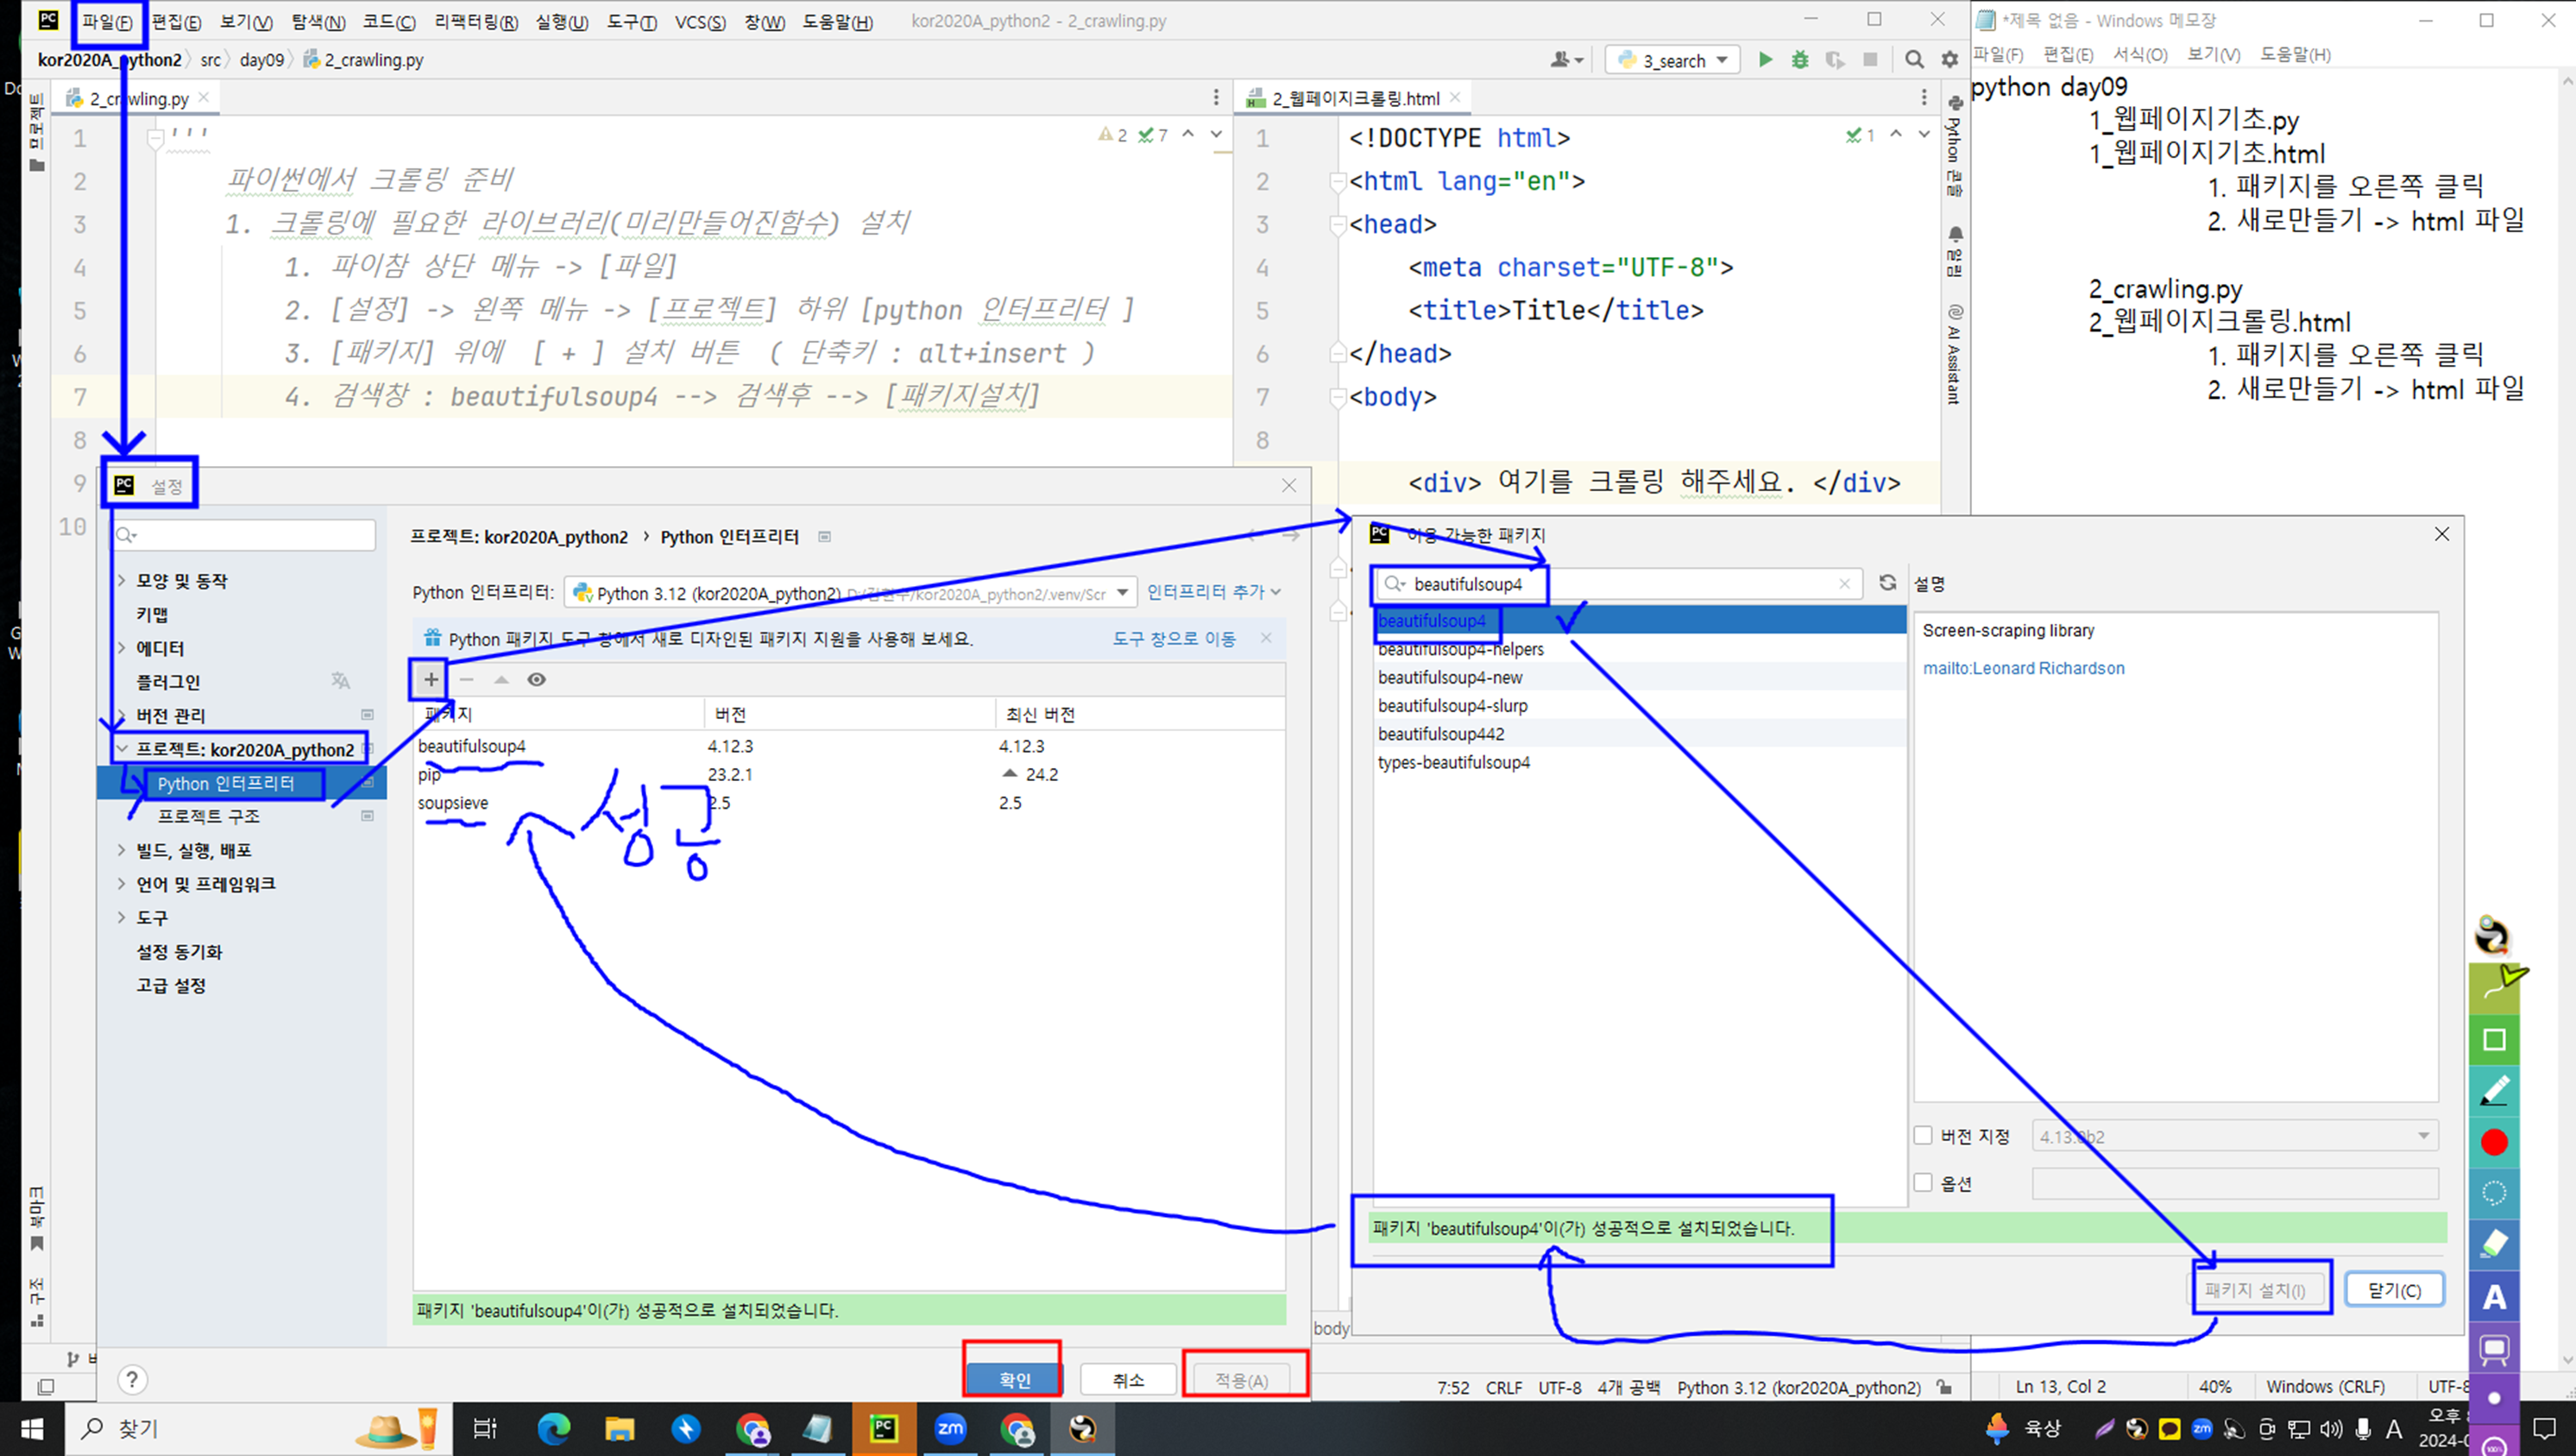 파일(F) 편집(E) 보기(V) 탐색(N) 코드(C) 리팩터링(R) 실행(U) 도구(T) VCS(S) 창(W) 도움말(H) kor2020A_python2 - 2_crawling.py
kor2020A_python2 src day09 2_crawling.py
3_search
프로젝트
2_crawling.py
2 7
1 '''
2 파이썬에서 크롤링 준비
3 1. 크롤링에 필요한 라이브러리(미리만들어진함수) 설치
4 1. 파이참 상단 메뉴 -> [파일]
5 2. [설정] -> 왼쪽 메뉴 -> [프로젝트] 하위 [python 인터프리터 ]
6 3. [패키지] 위에 [ + ] 설치 버튼 ( 단축키 : alt+insert )
7 4. 검색창 : beautifulsoup4 --> 검색후 --> [패키지설치]
8
9
10
2_웹페이지크롤링.html
1
1 <!DOCTYPE html>
2 <html lang="en">
3 <head>
4 <meta charset="UTF-8">
5 <title>Title</title>
6 </head>
7 <body>
8
<div> 여기를 크롤링 해주세요. </div>
Python 콘솔
알림
AI Assistant
*제목 없음 - Windows 메모장
파일(F) 편집(E) 서식(O) 보기(V) 도움말(H)
python day09
1_웹페이지기초.py
1_웹페이지기초.html
1. 패키지를 오른쪽 클릭
2. 새로만들기 -> html 파일
2_crawling.py
2_웹페이지크롤링.html
1. 패키지를 오른쪽 클릭
2. 새로만들기 -> html 파일
설정
모양 및 동작
키맵
에디터
플러그인
버전 관리
프로젝트: kor2020A_python2
Python 인터프리터
프로젝트 구조
빌드, 실행, 배포
언어 및 프레임워크
도구
설정 동기화
고급 설정
프로젝트: kor2020A_python2 › Python 인터프리터
Python 인터프리터: Python 3.12 (kor2020A_python2) 인터프리터 추가
Python 패키지 도구 창에서 새로 디자인된 패키지 지원을 사용해 보세요. 도구 창으로 이동
패키지 버전 최신 버전
beautifulsoup4 4.12.3 4.12.3
pip 23.2.1 24.2
soupsieve 2.5 2.5
성공
패키지 'beautifulsoup4'이(가) 성공적으로 설치되었습니다.
확인 취소 적용(A)
이용 가능한 패키지
beautifulsoup4
설명
beautifulsoup4
beautifulsoup4-helpers
beautifulsoup4-new
beautifulsoup4-slurp
beautifulsoup442
types-beautifulsoup4
Screen-scraping library
mailto:Leonard Richardson
버전 지정 4.13.0b2
옵션
패키지 'beautifulsoup4'이(가) 성공적으로 설치되었습니다.
패키지 설치(I) 닫기(C)
북마크
구조
body
7:52 CRLF UTF-8 4개 공백 Python 3.12 (kor2020A_python2)
Ln 13, Col 2 40% Windows (CRLF) UTF-8
찾기
육상
A
오후